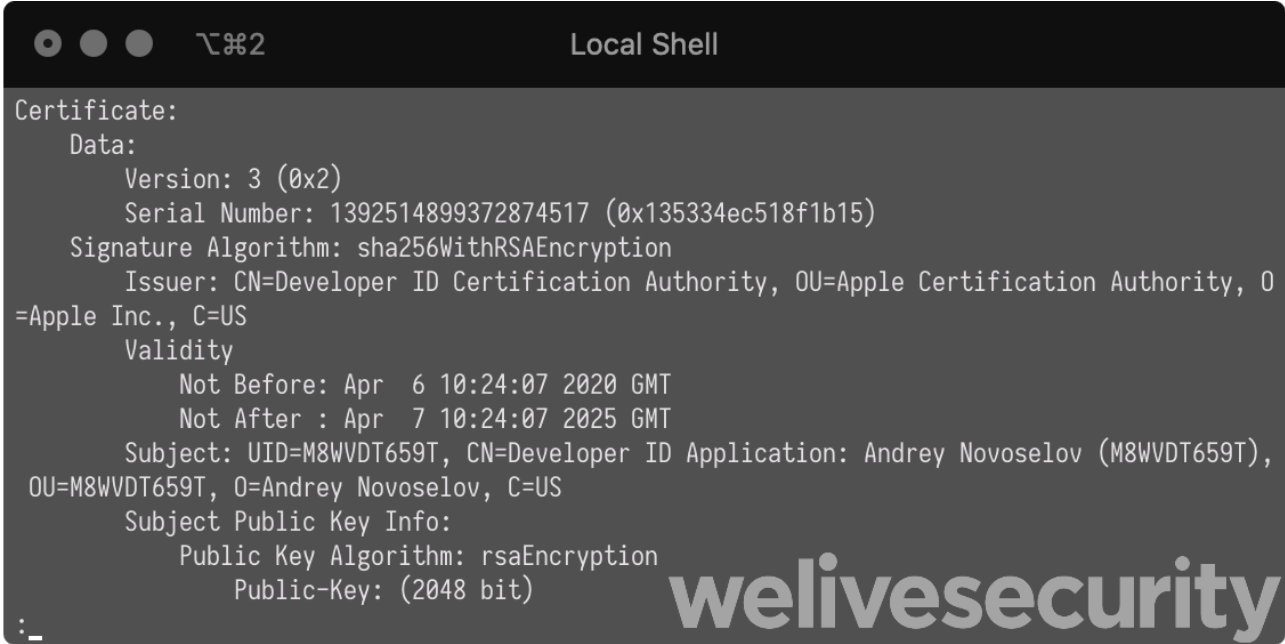 ⌥⌘2
Local Shell
Certificate:
    Data:
        Version: 3 (0x2)
        Serial Number: 1392514899372874517 (0x135334ec518f1b15)
    Signature Algorithm: sha256WithRSAEncryption
        Issuer: CN=Developer ID Certification Authority, OU=Apple Certification Authority, O
=Apple Inc., C=US
        Validity
            Not Before: Apr  6 10:24:07 2020 GMT
            Not After : Apr  7 10:24:07 2025 GMT
        Subject: UID=M8WVDT659T, CN=Developer ID Application: Andrey Novoselov (M8WVDT659T),
 OU=M8WVDT659T, O=Andrey Novoselov, C=US
        Subject Public Key Info:
            Public Key Algorithm: rsaEncryption
                Public-Key: (2048 bit)
:
welivesecurity